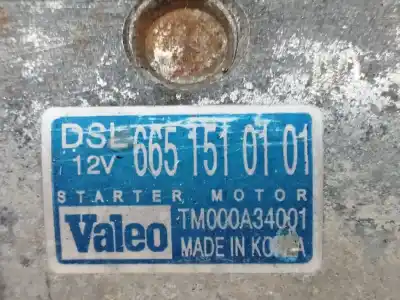 DSL 665 151 01 01
12V
STARTER MOTOR
Valeo TM000A34001
MADE IN KOREA